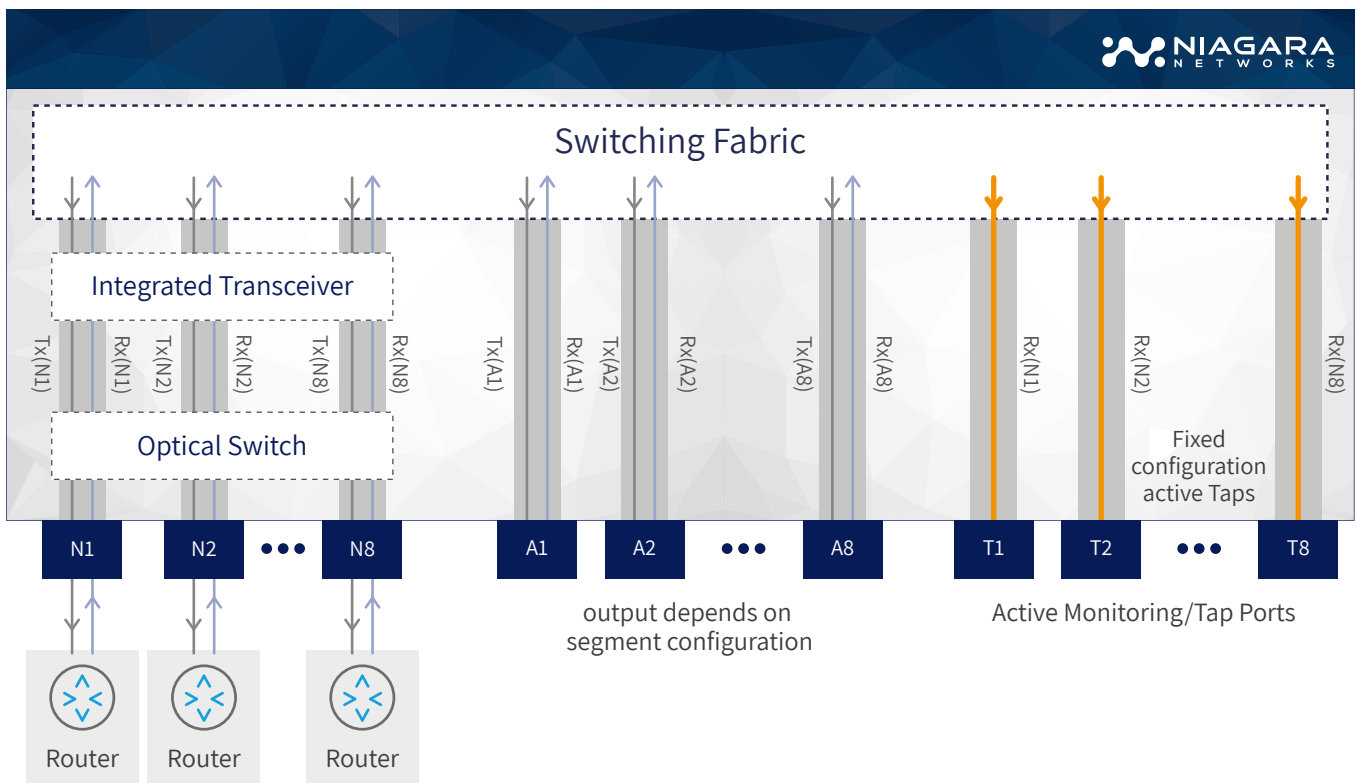 NIAGARA
NETWORKS
Switching Fabric
Integrated Transceiver
Tx(N1)
Rx(N1)
Tx(N2)
Rx(N2)
Tx(N8)
Rx(N8)
Tx(A1)
Rx(A1)
Tx(A2)
Rx(A2)
Tx(A8)
Rx(A8)
Rx(N1)
Rx(N2)
Rx(N8)
Optical Switch
Fixed
configuration
active Taps
N1
N2
N8
A1
A2
A8
T1
T2
T8
output depends on
segment configuration
Active Monitoring/Tap Ports
Router
Router
Router